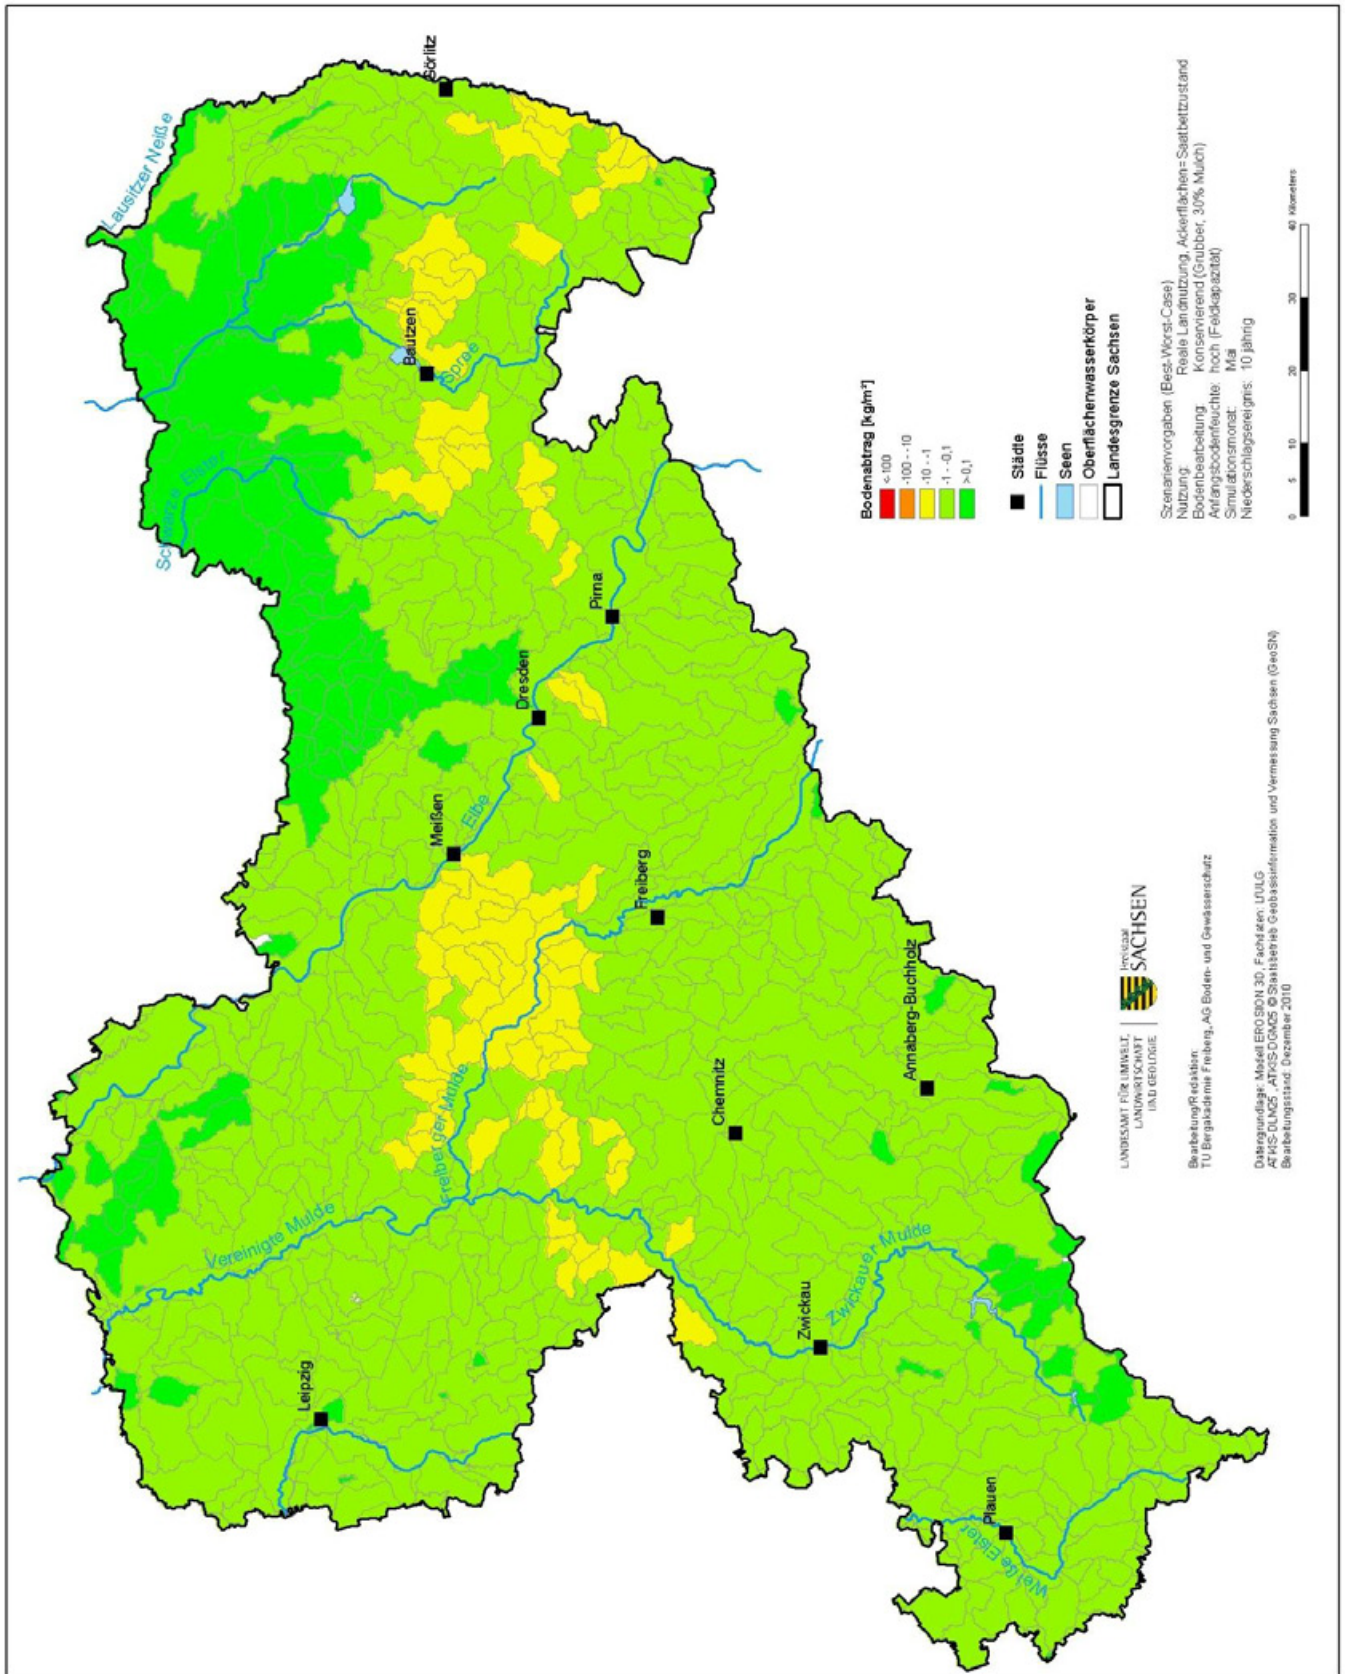 Lausitzer Neiße
Görlitz
Schwarze Elster
Bautzen
Spree
Pirna
Dresden
Meißen
Elbe
Freiberg
Freiberger Mulde
Annaberg-Buchholz
Chemnitz
Vereinigte Mulde
Zwickauer Mulde
Zwickau
Leipzig
Plauen
Weiße Elster
Bodenabtrag [kg/m²]
<-100
-100 - -10
-10 - -1
-1 - -0,1
>0,1
Städte
Flüsse
Seen
Oberflächenwasserkörper
Landesgrenze Sachsen
Szenarienvorgaben (Best-Worst-Case)
Nutzung: Reale Landnutzung, Ackerflächen=Saatbettzustand
Bodenbearbeitung: Konservierend (Grubber, 30% Mulch)
Anfangsbodenfeuchte: hoch (Feldkapazität)
Simulationsmonat: Mai
Niederschlagsereignis: 10 jährig
0 5 10 20 30 40 Kilometers
LANDESAMT FÜR UMWELT,
LANDWIRTSCHAFT
UND GEOLOGIE
Freistaat
SACHSEN
Bearbeitung/Redaktion:
TU Bergakademie Freiberg, AG Boden- und Gewässerschutz
Datengrundlage: Modell EROSION 3D, Fachdaten: LfULG
ATKIS-DLM25, ATKIS-DGM25 © Staatsbetrieb Geobasisinformation und Vermessung Sachsen (GeoSN)
Bearbeitungsstand: Dezember 2010